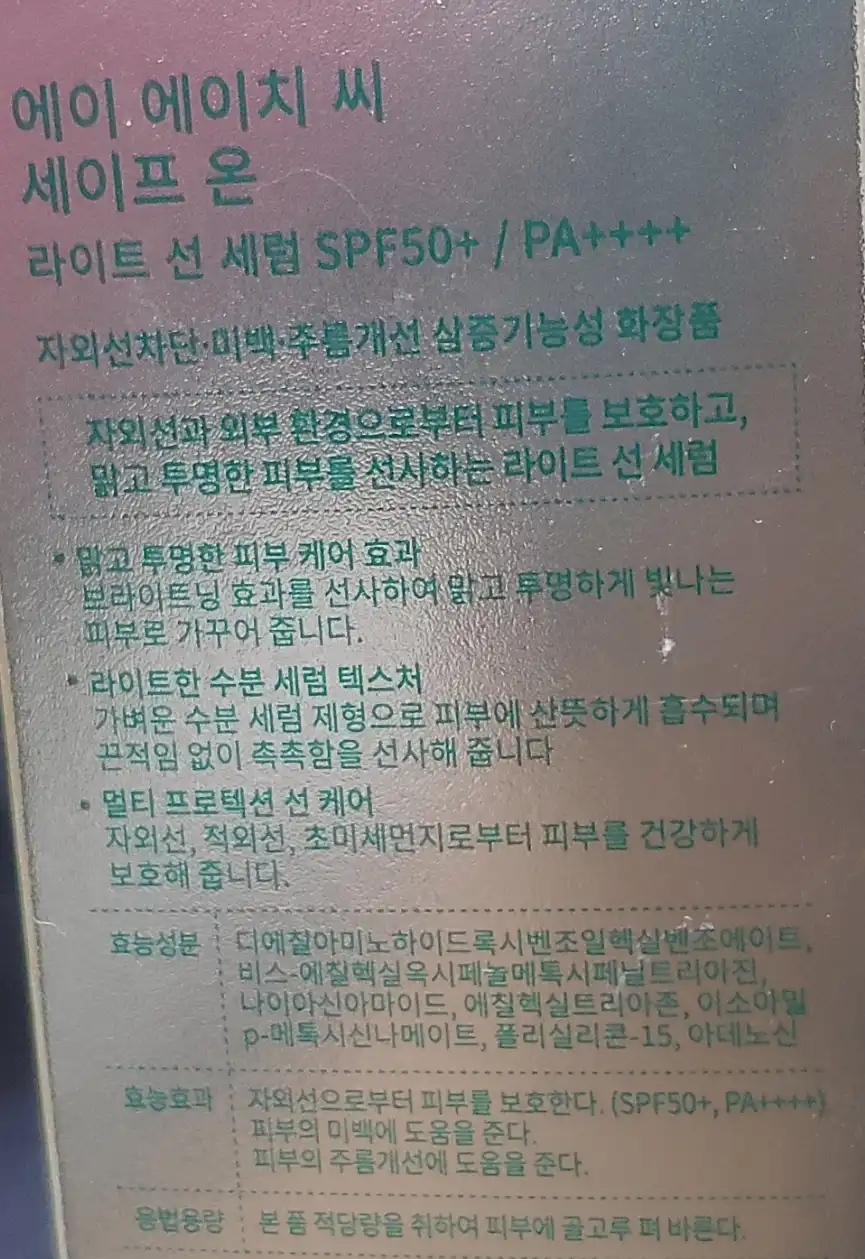 에이 에이치 씨
세이프 온
라이트 선 세럼 SPF50+ / PA++++
자외선차단·미백·주름개선 삼중기능성 화장품
자외선과 외부 환경으로부터 피부를 보호하고,
맑고 투명한 피부를 선사하는 라이트 선 세럼
• 맑고 투명한 피부 케어 효과
브라이트닝 효과를 선사하여 맑고 투명하게 빛나는
피부로 가꾸어 줍니다.
• 라이트한 수분 세럼 텍스처
가벼운 수분 세럼 제형으로 피부에 산뜻하게 흡수되며
끈적임 없이 촉촉함을 선사해 줍니다
• 멀티 프로텍션 선 케어
자외선, 적외선, 초미세먼지로부터 피부를 건강하게
보호해 줍니다.
효능성분 디에칠아미노하이드록시벤조일헥실벤조에이트,
비스-에칠헥실옥시페놀메톡시페닐트리아진,
나이아신아마이드, 에칠헥실트리아존, 이소아밀
p-메톡시신나메이트, 폴리실리콘-15, 아데노신
효능효과 자외선으로부터 피부를 보호한다. (SPF50+, PA++++)
피부의 미백에 도움을 준다.
피부의 주름개선에 도움을 준다.
용법용량 본 품 적당량을 취하여 피부에 골고루 펴 바른다.